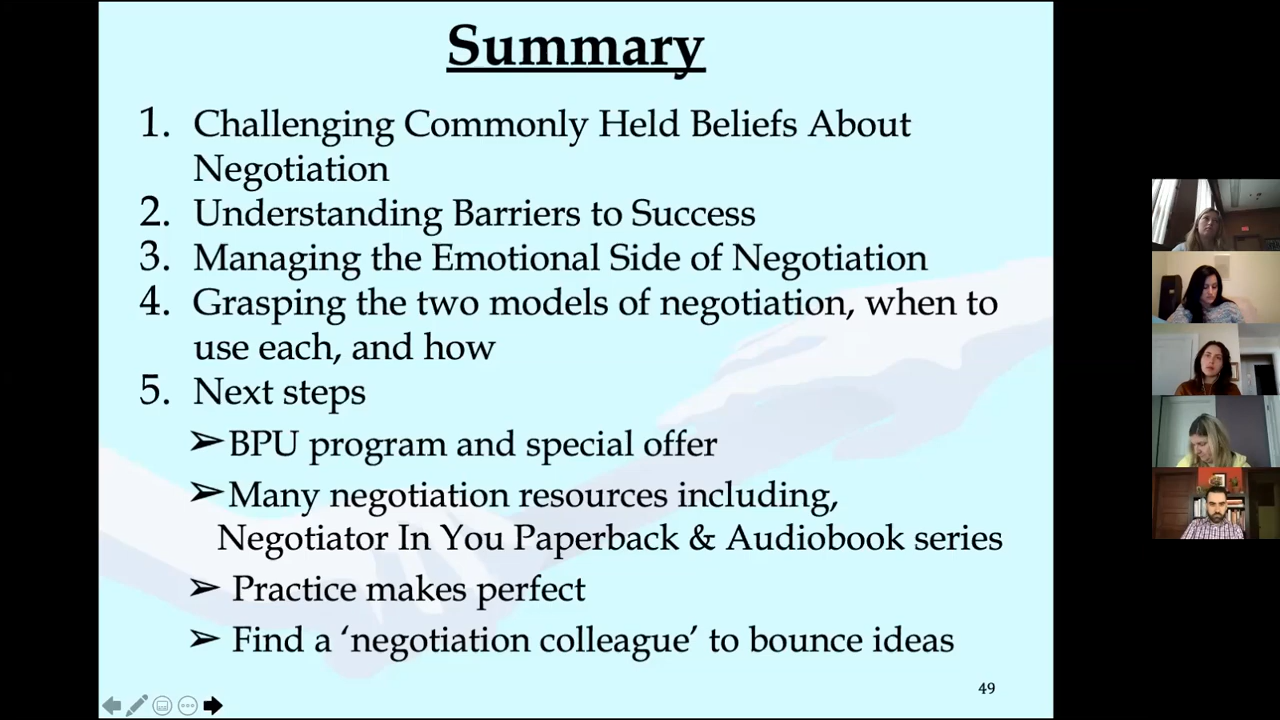 Summary
1. Challenging Commonly Held Beliefs About
Negotiation
2. Understanding Barriers to Success
3. Managing the Emotional Side of Negotiation
4. Grasping the two models of negotiation, when to
use each, and how
5. Next steps
➢BPU program and special offer
➢Many negotiation resources including,
Negotiator In You Paperback & Audiobook series
➢ Practice makes perfect
➢ Find a ‘negotiation colleague’ to bounce ideas
49